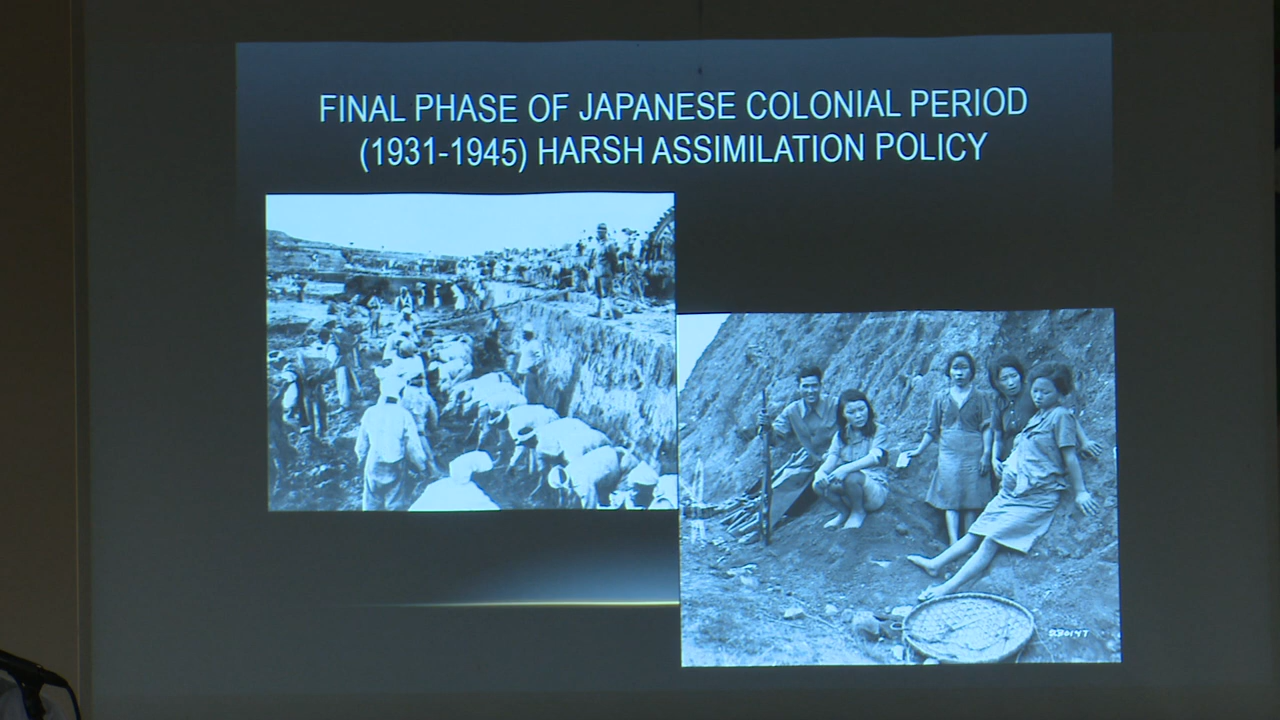 FINAL PHASE OF JAPANESE COLONIAL PERIOD
(1931-1945) HARSH ASSIMILATION POLICY